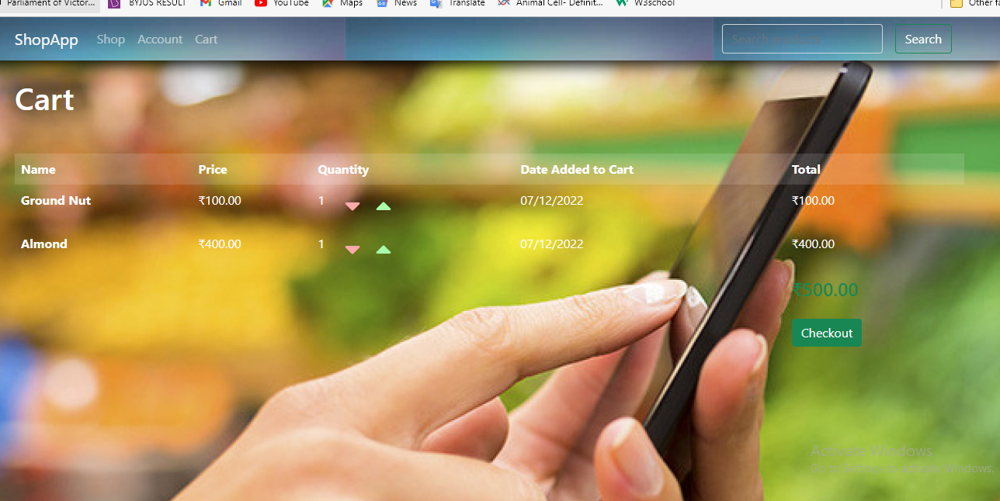 Parliament of Victor... BYJUS RESULT Gmail YouTube Maps News Translate Animal Cell- Definit... W3school Other fa
ShopApp Shop Account Cart Search products.. Search
Cart
Name Price Quantity Date Added to Cart Total
Ground Nut ₹100.00 1 07/12/2022 ₹100.00
Almond ₹400.00 1 07/12/2022 ₹400.00
₹500.00
Checkout
Activate Windows
Go to Settings to activate Windows.